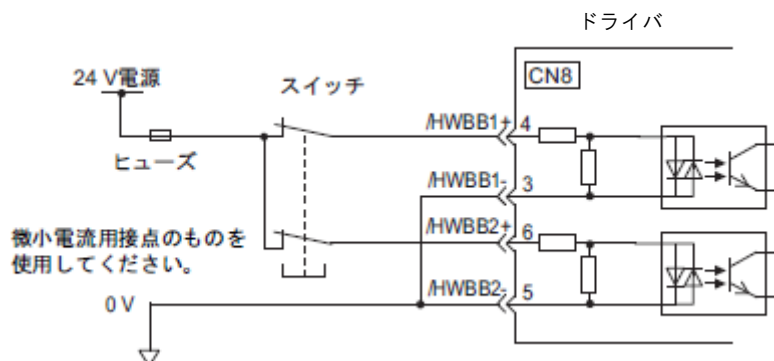 ドライバ
24 V電源
スイッチ
CN8
/HWBB1+ 4
ヒューズ
/HWBB1- 3
/HWBB2+ 6
微小電流用接点のものを
使用してください。
/HWBB2- 5
0 V